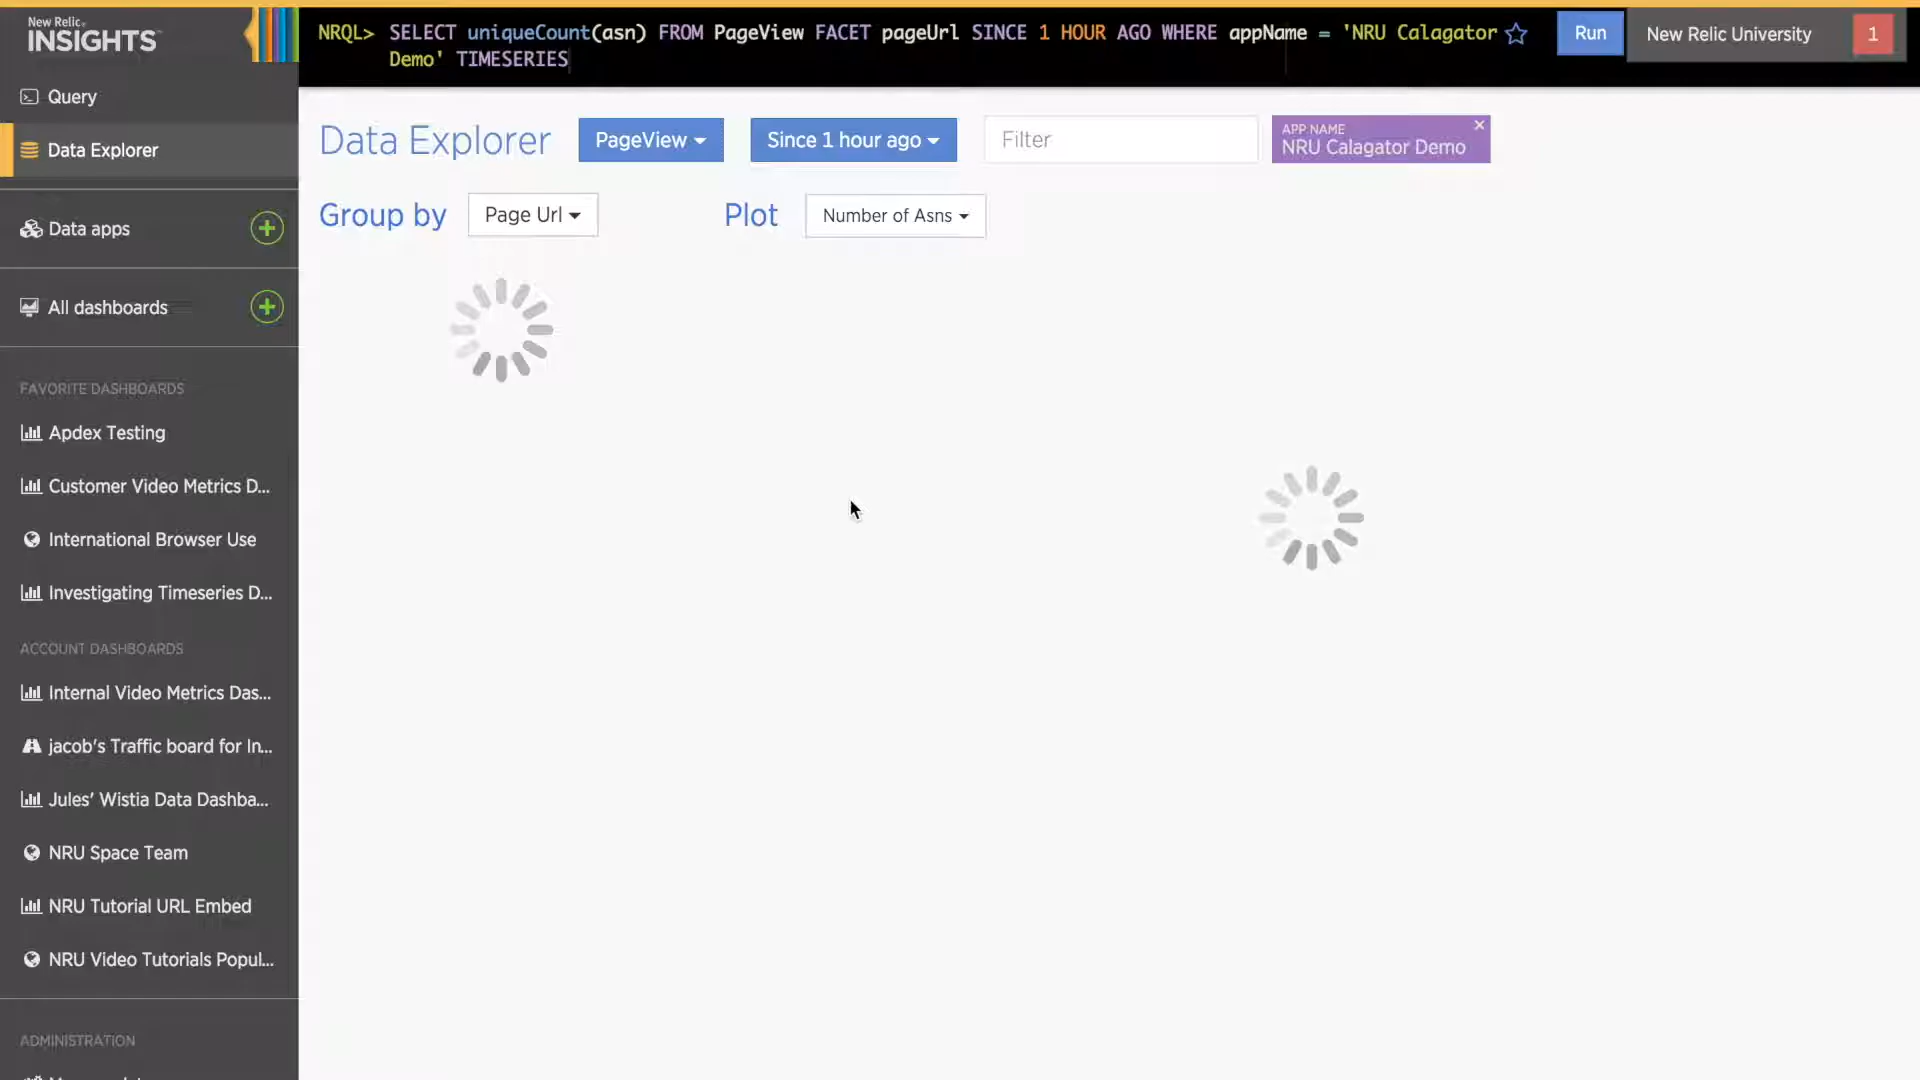 New Relic
INSIGHTS
NRQL> SELECT uniqueCount(asn) FROM PageView FACET pageUrl SINCE 1 HOUR AGO WHERE appName = 'NRU Calagator
Demo' TIMESERIES
Run
New Relic University
1
Query
Data Explorer
Data apps
All dashboards
FAVORITE DASHBOARDS
Apdex Testing
Customer Video Metrics D...
International Browser Use
Investigating Timeseries D...
ACCOUNT DASHBOARDS
Internal Video Metrics Das...
jacob's Traffic board for In...
Jules' Wistia Data Dashba...
NRU Space Team
NRU Tutorial URL Embed
NRU Video Tutorials Popul...
ADMINISTRATION
Data Explorer
PageView
Since 1 hour ago
Filter
APP NAME
NRU Calagator Demo
Group by
Page Url
Plot
Number of Asns